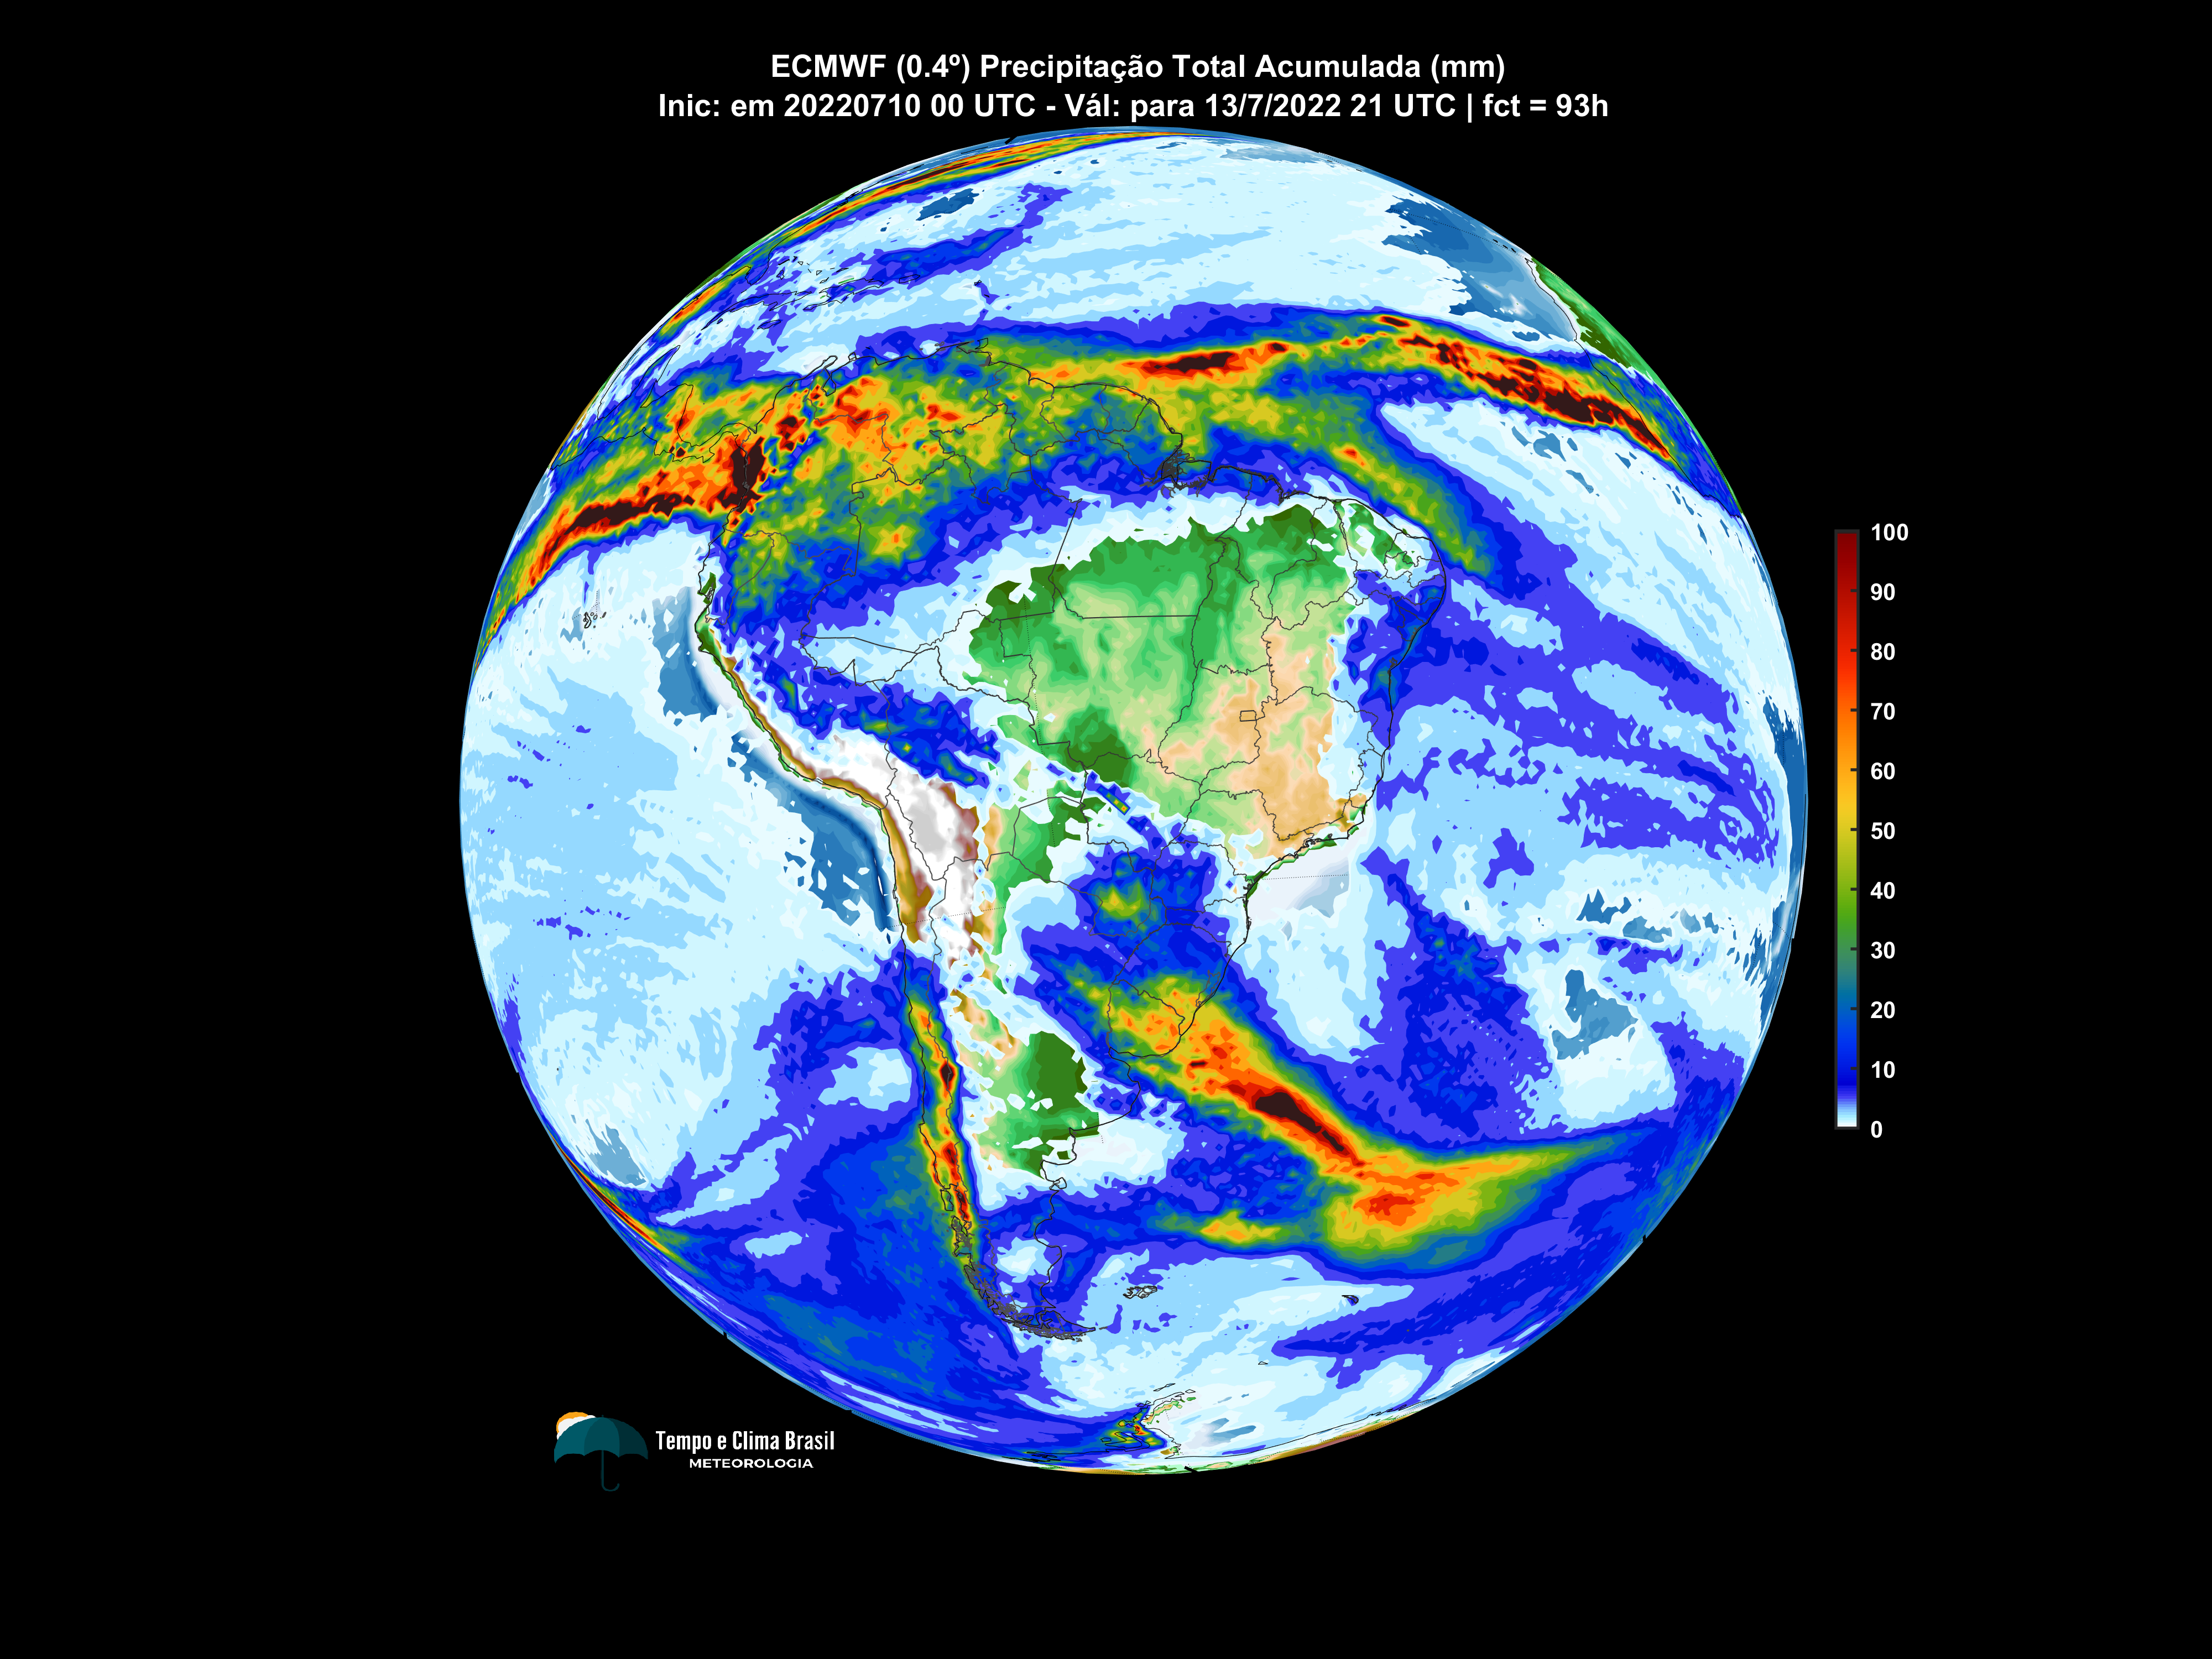 ECMWF (0.4º) Precipitação Total Acumulada (mm)
Inic: em 20220710 00 UTC - Vál: para 13/7/2022 21 UTC | fct = 93h
100
90
80
70
60
50
40
30
20
10
0
Tempo e Clima Brasil
METEOROLOGIA